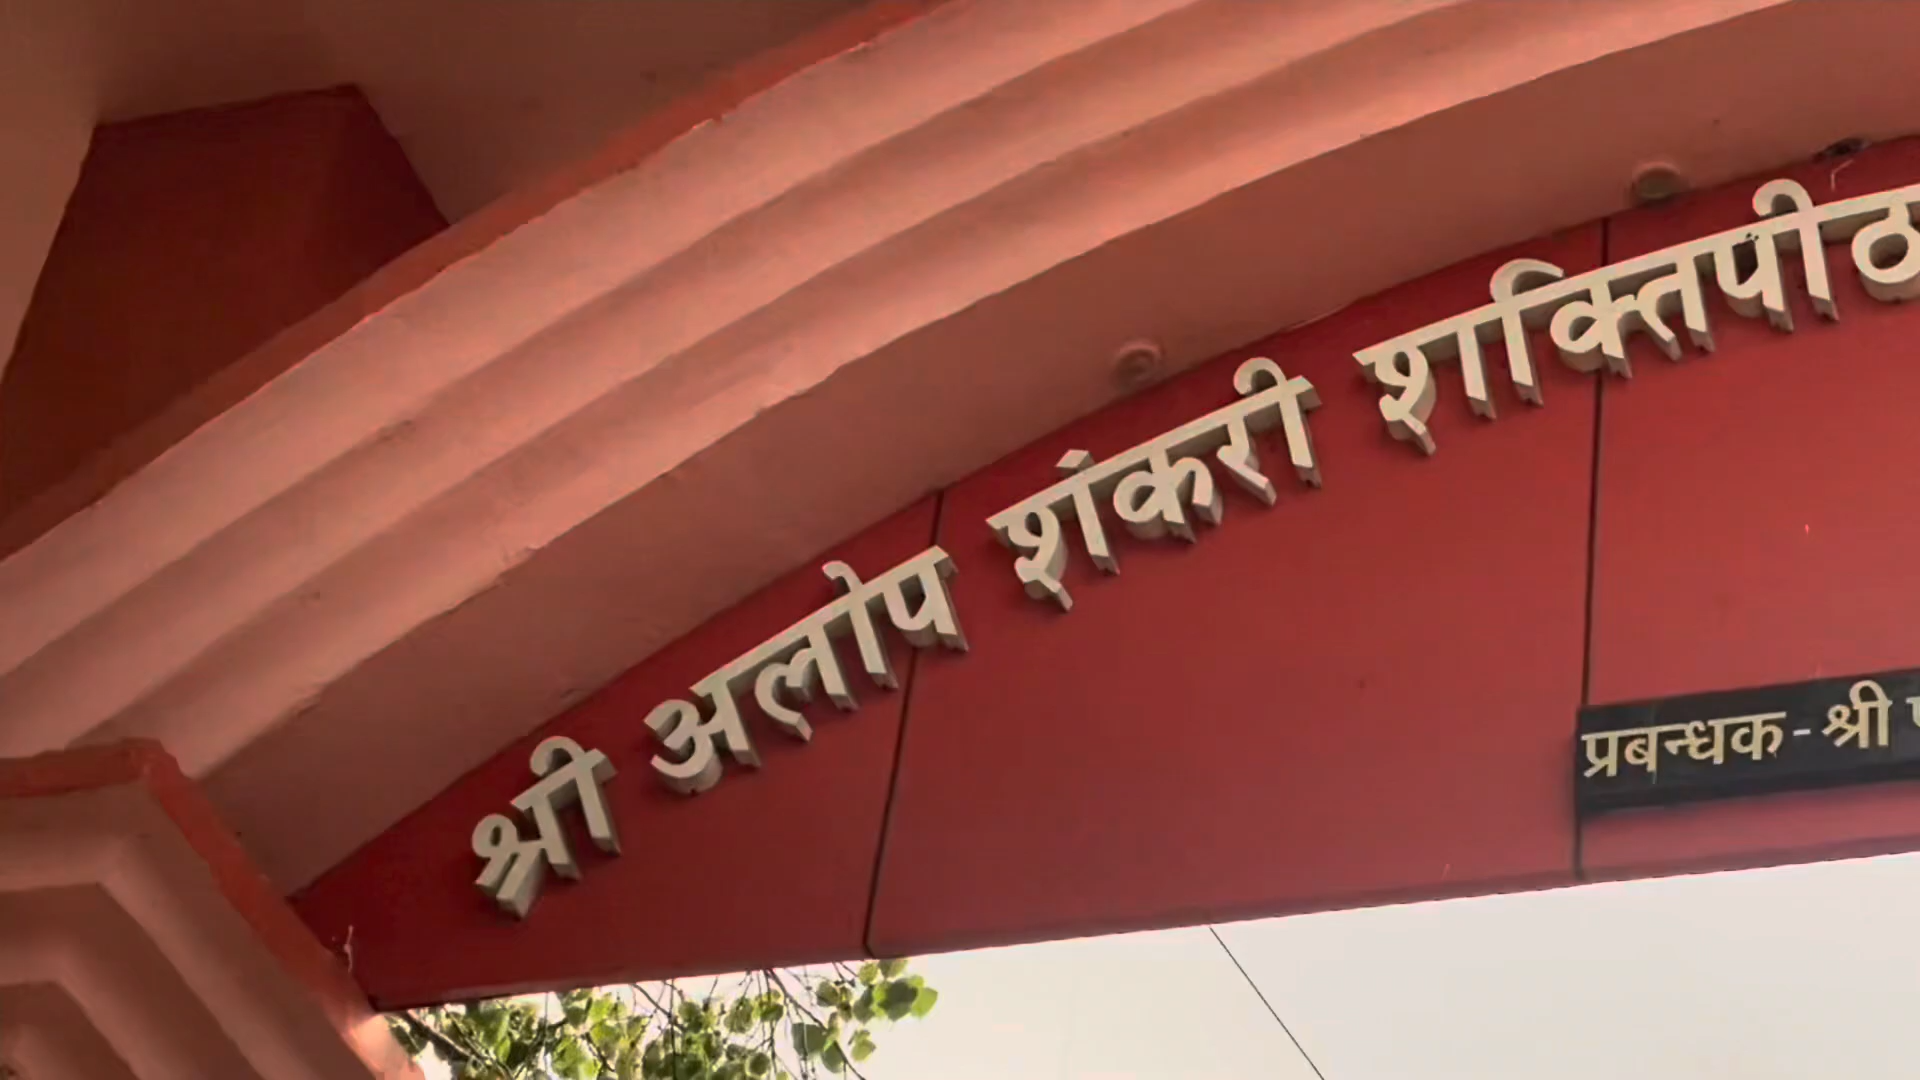 श्री अलोप शंकरी शक्तिपीठ
प्रबन्धक - श्री